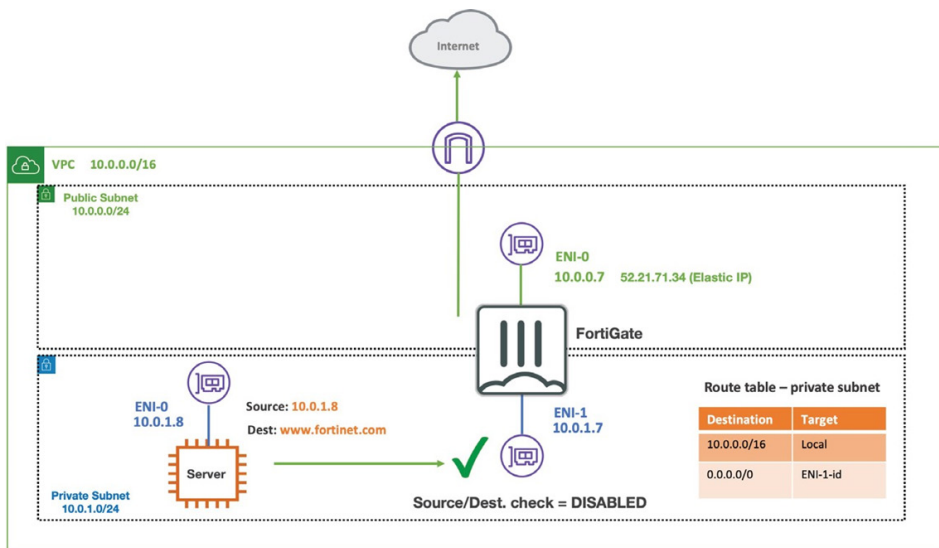 Internet
VPC 10.0.0.0/16
Public Subnet
10.0.0.0/24
ENI-0
10.0.0.7 52.21.71.34 (Elastic IP)
FortiGate
ENI-0
10.0.1.8
Source: 10.0.1.8
Dest: www.fortinet.com
Server
ENI-1
10.0.1.7
Source/Dest. check = DISABLED
Private Subnet
10.0.1.0/24
Route table – private subnet
Destination Target
10.0.0.0/16 Local
0.0.0.0/0 ENI-1-id